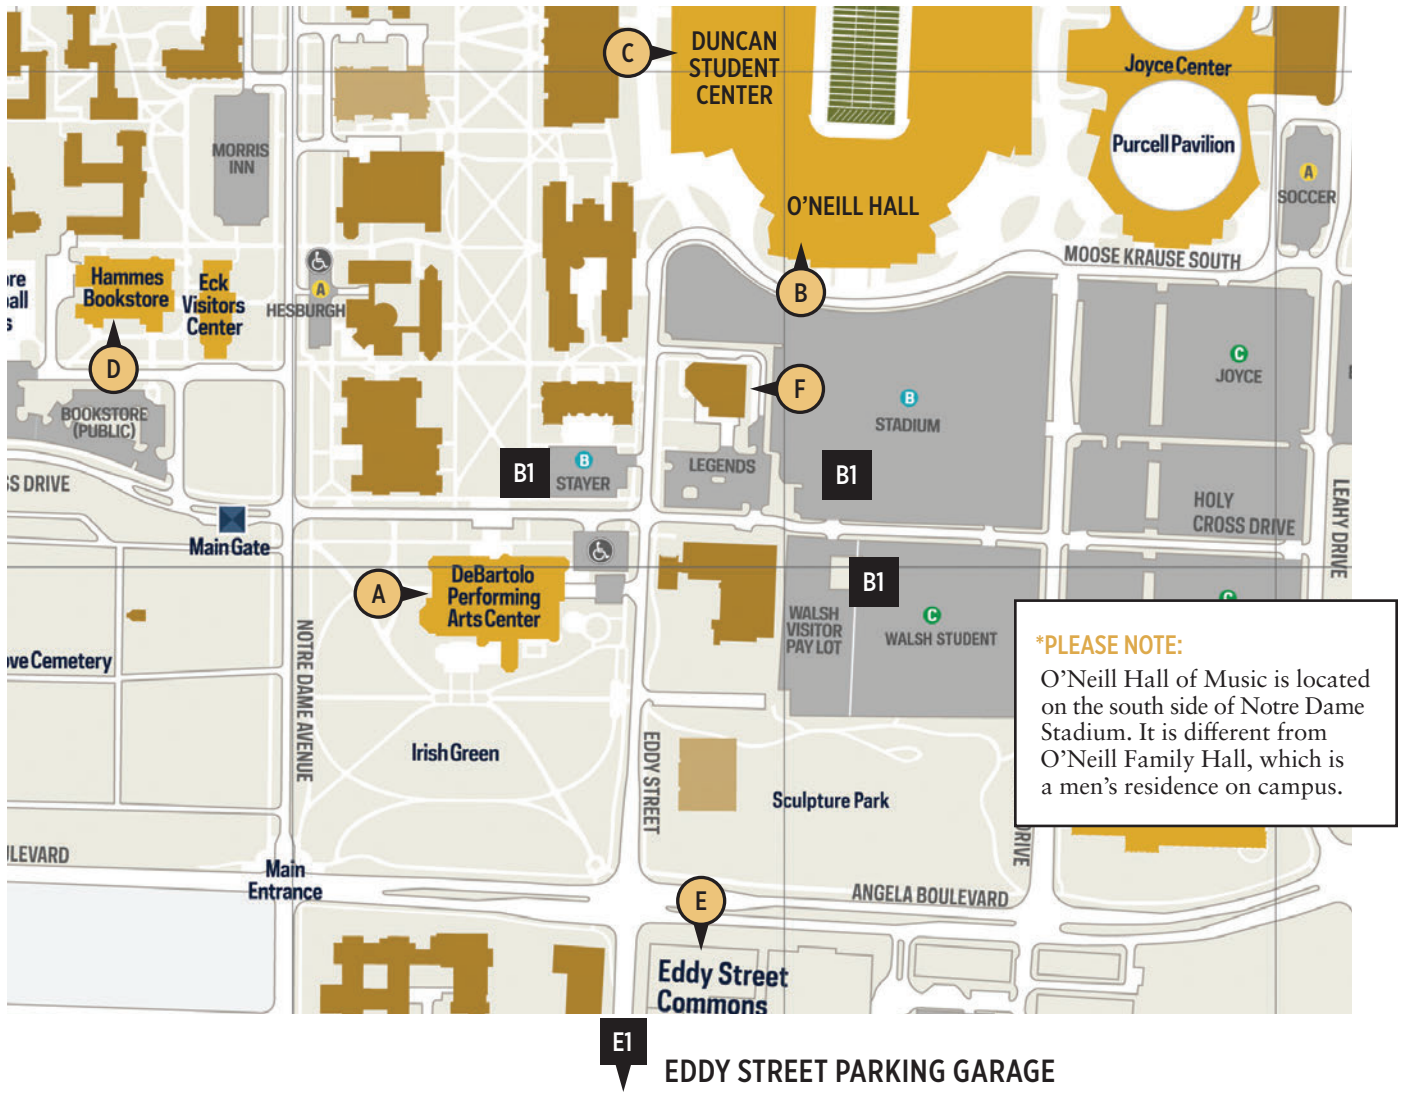 C
DUNCAN
STUDENT
CENTER
Joyce Center
Purcell Pavilion
MORRIS
INN
A
SOCCER
O'NEILL HALL
MOOSE KRAUSE SOUTH
B
Hammes
Bookstore
Eck
Visitors
Center
A
HESBURGH
D
F
C
JOYCE
B
STADIUM
BOOKSTORE
(PUBLIC)
B1
B
STAYER
LEGENDS
B1
SS DRIVE
HOLY
CROSS DRIVE
LEAHY DRIVE
Main Gate
A
DeBartolo
Performing
Arts Center
B1
WALSH
VISITOR
PAY LOT
C
WALSH STUDENT
C
ove Cemetery
NOTRE DAME AVENUE
*PLEASE NOTE:
O'Neill Hall of Music is located
on the south side of Notre Dame
Stadium. It is different from
O'Neill Family Hall, which is
a men's residence on campus.
Irish Green
EDDY STREET
Sculpture Park
DRIVE
ULEVARD
Main
Entrance
ANGELA BOULEVARD
E
Eddy Street
Commons
E1
EDDY STREET PARKING GARAGE